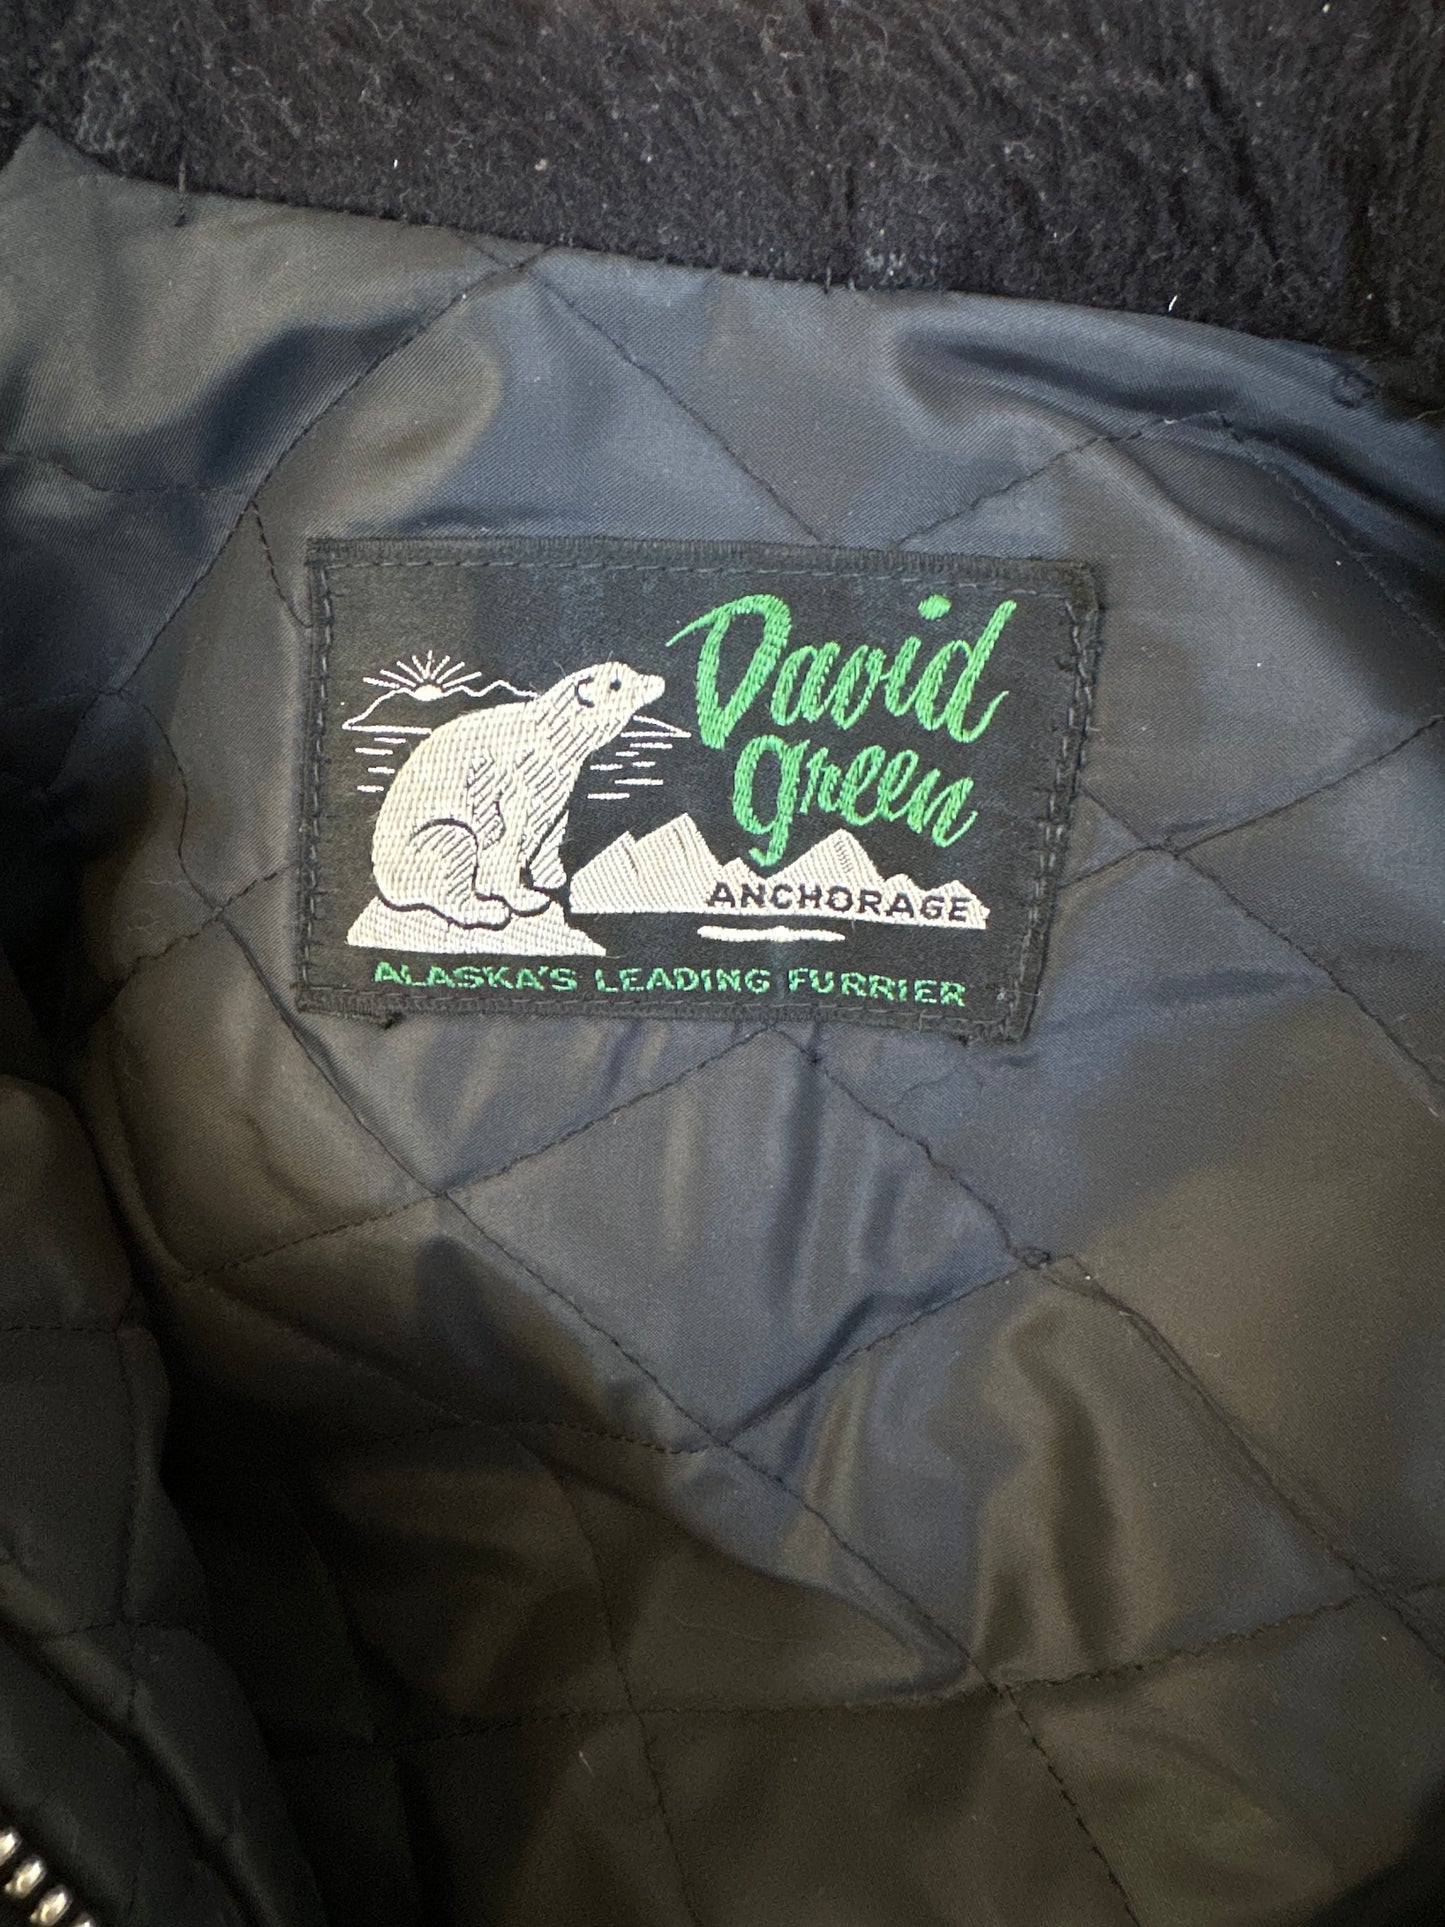 David
green
ANCHORAGE
ALASKA'S LEADING FURRIER